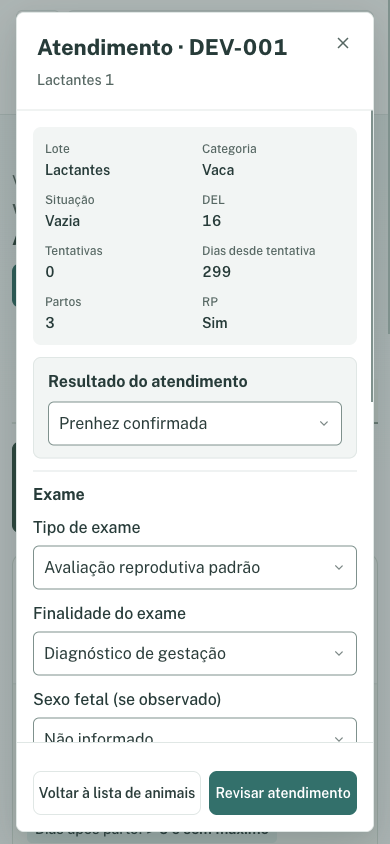 Atendimento · DEV-001
Lactantes 1
Lote
Categoria
Lactantes
Vaca
Situação
DEL
Vazia
16
Tentativas
Dias desde tentativa
0
299
Partos
RP
3
Sim
Resultado do atendimento
Prenhez confirmada
Exame
Tipo de exame
Avaliação reprodutiva padrão
Finalidade do exame
Diagnóstico de gestação
Sexo fetal (se observado)
Não informado
Voltar à lista de animais
Revisar atendimento